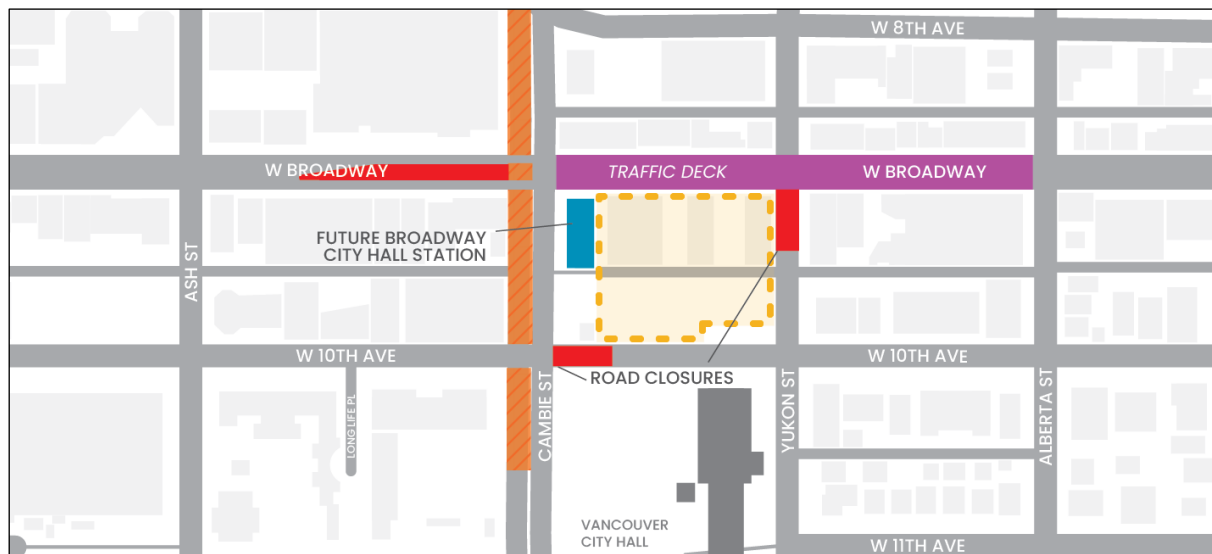 W 8TH AVE
W BROADWAY
TRAFFIC DECK
W BROADWAY
FUTURE BROADWAY
CITY HALL STATION
ASH ST
W 10TH AVE
W 10TH AVE
ROAD CLOSURES
LONG LIFE PL
CAMBIE ST
YUKON ST
ALBERTA ST
VANCOUVER
CITY HALL
W 11TH AVE